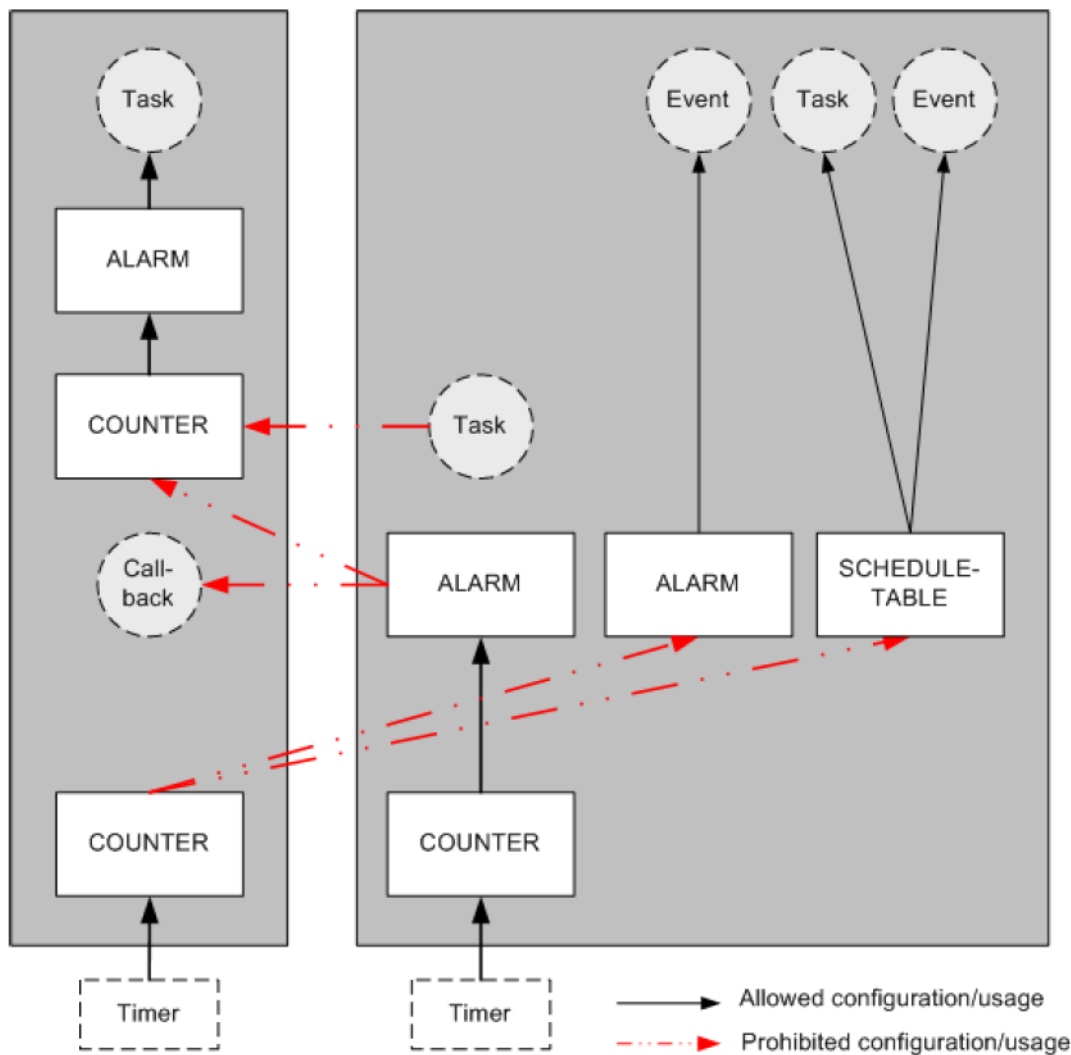 Task
Event
Task
Event
ALARM
COUNTER
Task
Call-
back
ALARM
ALARM
SCHEDULE-
TABLE
COUNTER
COUNTER
Timer
Timer
Allowed configuration/usage
Prohibited configuration/usage